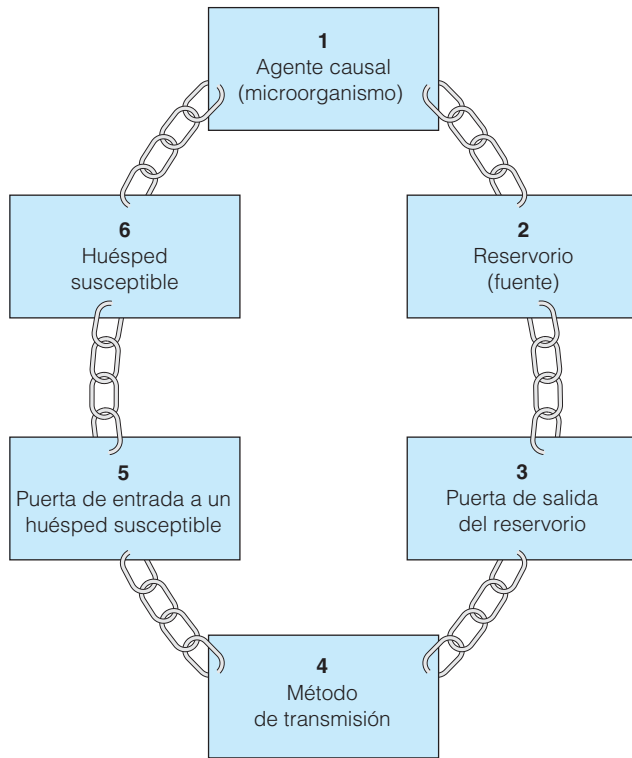 1
Agente causal
(microorganismo)
2
Reservorio
(fuente)
3
Puerta de salida
del reservorio
4
Método
de transmisión
5
Puerta de entrada a un
huésped susceptible
6
Huésped
susceptible